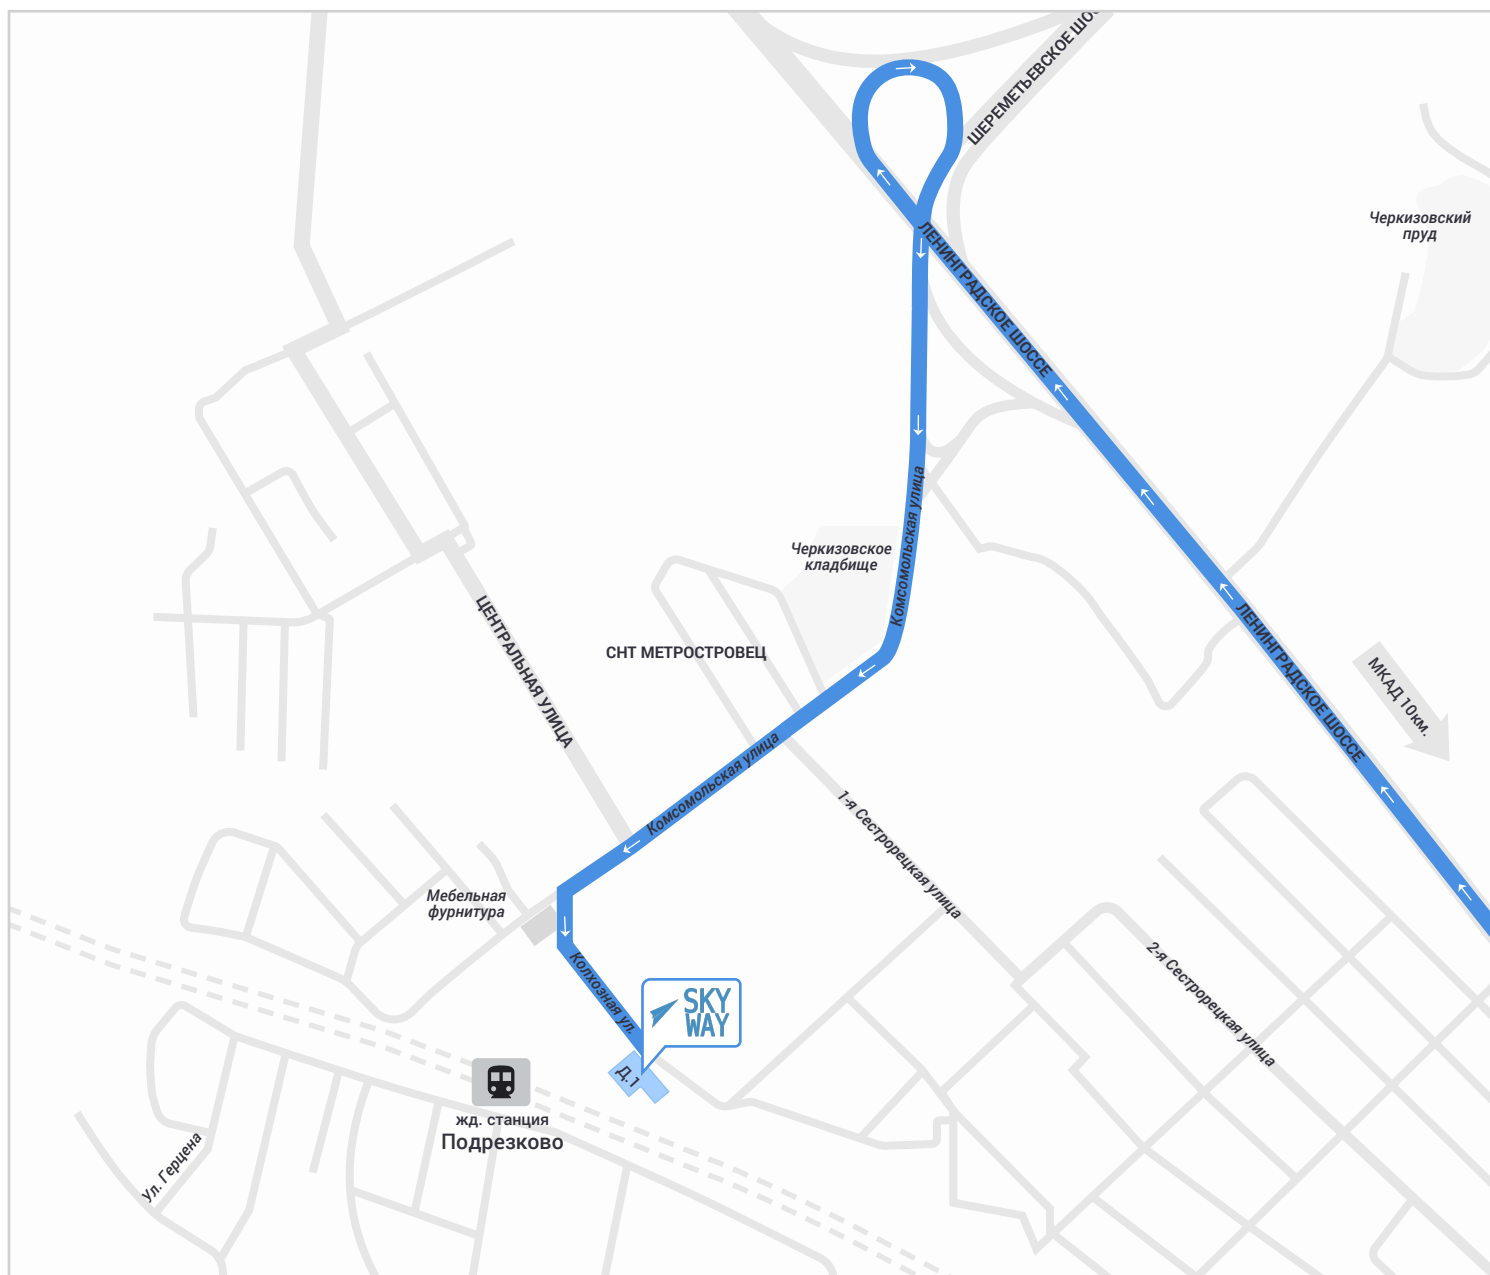 ШЕРЕМЕТЬЕВСКОЕ ШОС
Черкизовский
пруд
ЛЕНИНГРАДСКОЕ ШОССЕ
Комсомольская улица
Черкизовское
кладбище
ЦЕНТРАЛЬНАЯ УЛИЦА
СНТ МЕТРОСТРОВЕЦ
ЛЕНИНГРАДСКОЕ ШОССЕ
МКАД 10км.
Комсомольская улица
1-я Сестрорецкая улица
Мебельная
фурнитура
2-я Сестрорецкая улица
Колхозная ул.
SKY
WAY
Д.1
жд. станция
Подрезково
Ул. Герцена